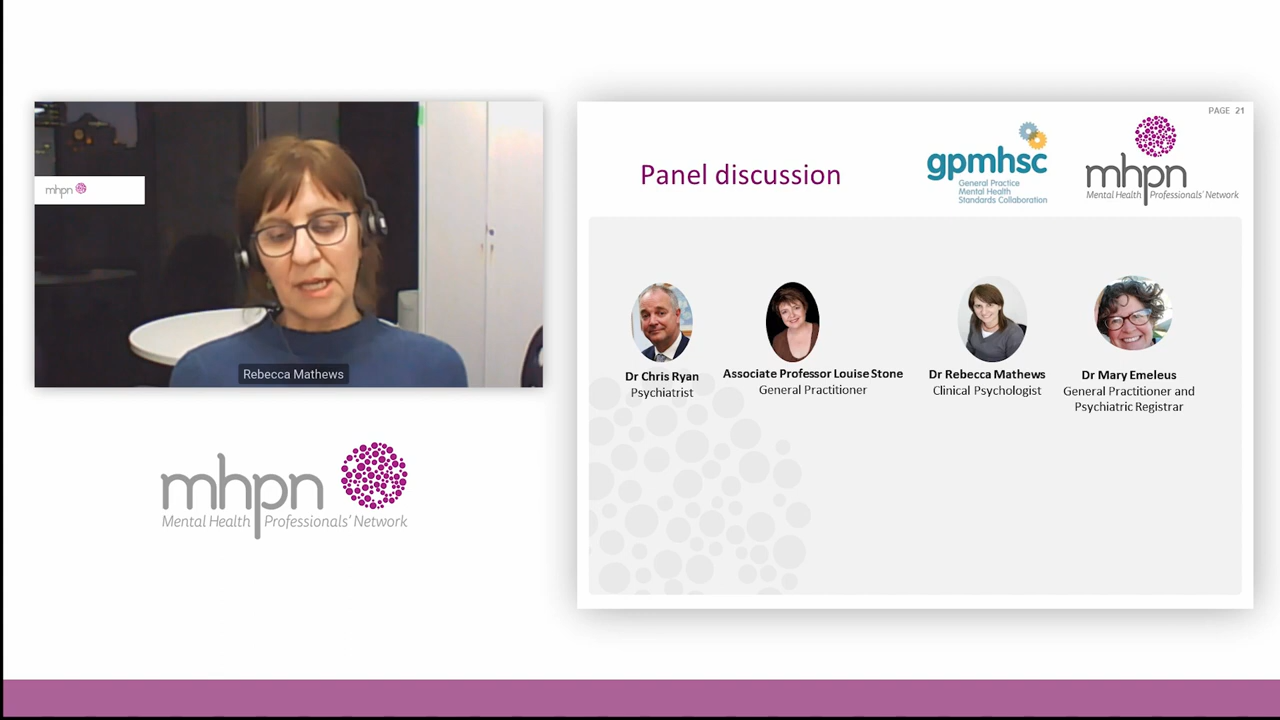 mhpn
Rebecca Mathews
mhpn
Mental Health Professionals' Network
PAGE 21
Panel discussion
gpmhsc
General Practice
Mental Health
Standards Collaboration
mhpn
Mental Health Professionals' Network
Dr Chris Ryan
Psychiatrist
Associate Professor Louise Stone
General Practitioner
Dr Rebecca Mathews
Clinical Psychologist
Dr Mary Emeleus
General Practitioner and
Psychiatric Registrar